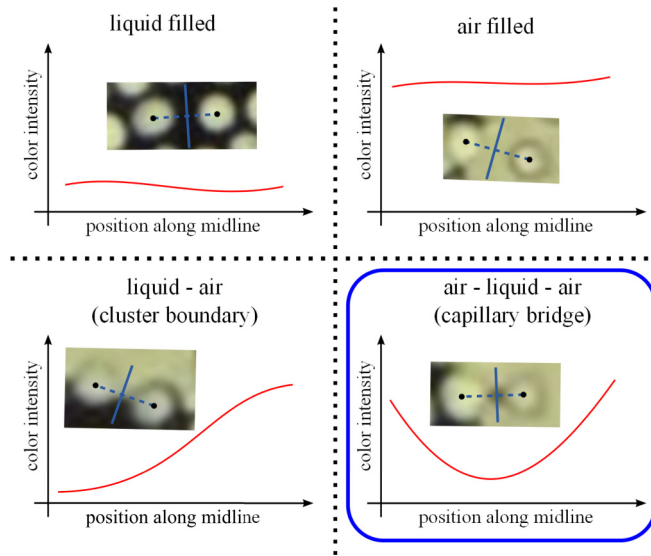 liquid filled
color intensity
position along midline
air filled
color intensity
position along midline
liquid - air
(cluster boundary)
color intensity
position along midline
air - liquid - air
(capillary bridge)
color intensity
position along midline